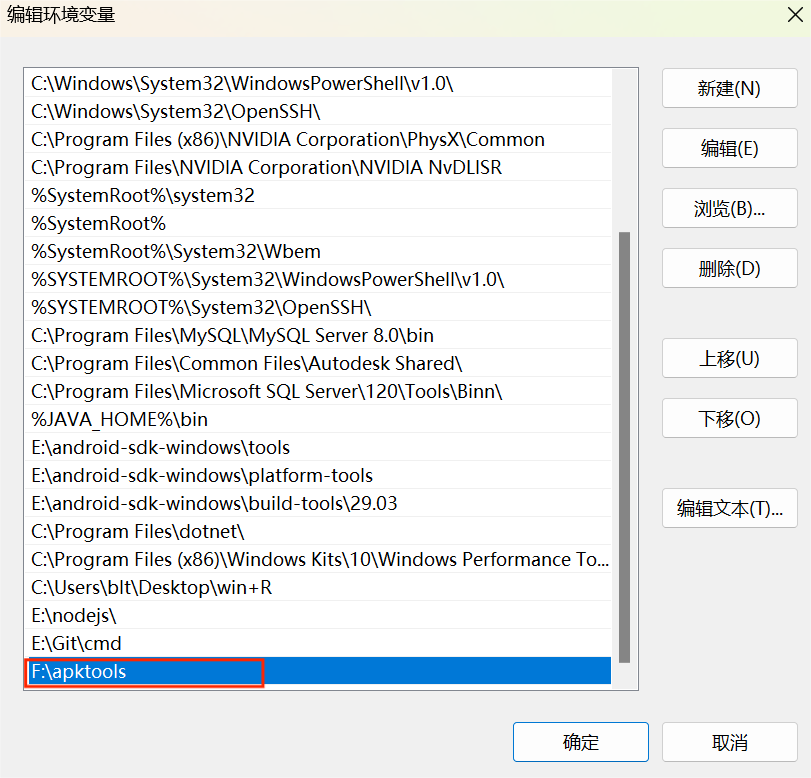 编辑环境变量
C:\Windows\System32\WindowsPowerShell\v1.0\
新建(N)
C:\Windows\System32\OpenSSH\
C:\Program Files (x86)\NVIDIA Corporation\PhysX\Common
编辑(E)
C:\Program Files\NVIDIA Corporation\NVIDIA NvDLISR
%SystemRoot%\system32
浏览(B)...
%SystemRoot%
%SystemRoot%\System32\Wbem
删除(D)
%SYSTEMROOT%\System32\WindowsPowerShell\v1.0\
%SYSTEMROOT%\System32\OpenSSH\
C:\Program Files\MySQL\MySQL Server 8.0\bin
上移(U)
C:\Program Files\Common Files\Autodesk Shared\
C:\Program Files\Microsoft SQL Server\120\Tools\Binn\
%JAVA_HOME%\bin
下移(O)
E:\android-sdk-windows\tools
E:\android-sdk-windows\platform-tools
E:\android-sdk-windows\build-tools\29.03
编辑文本(T)...
C:\Program Files\dotnet\
C:\Program Files (x86)\Windows Kits\10\Windows Performance To...
C:\Users\blt\Desktop\win+R
E:\nodejs\
E:\Git\cmd
F:\apktools
确定
取消